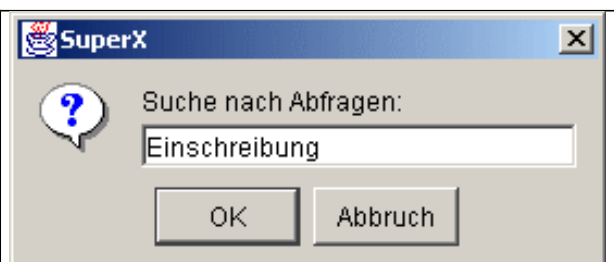 SuperX
Suche nach Abfragen:
Einschreibung
OK Abbruch